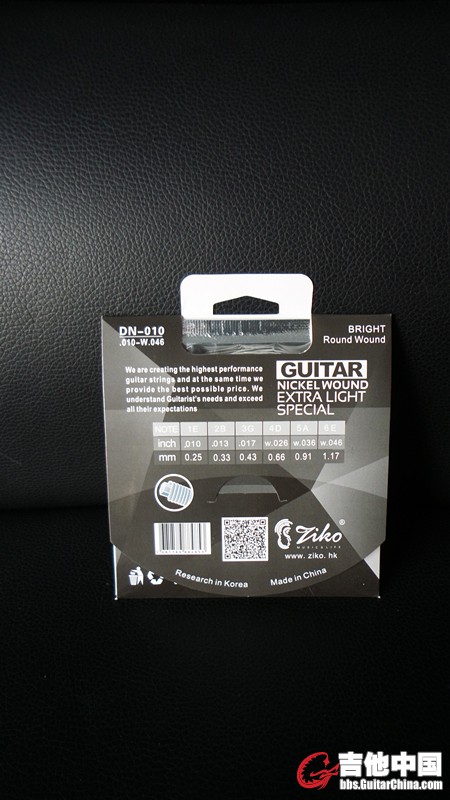 DN-010
.010-W.046
BRIGHT
Round Wound
We are creating the highest performance
guitar strings and at the same time we
provide the best possible price. We
understand Guitarist's needs and exceed
all their expectations
GUITAR
NICKEL WOUND
EXTRA LIGHT
SPECIAL
NOTE 1E 2B 3G 4D 5A 6E
inch .010 .013 .017 w.026 w.036 w.046
mm 0.25 0.33 0.43 0.66 0.91 1.17
Ziko®
MUSIC & LIFE
www.ziko.hk
Research in Korea
Made in China
吉他中国
bbs.GuitarChina.com